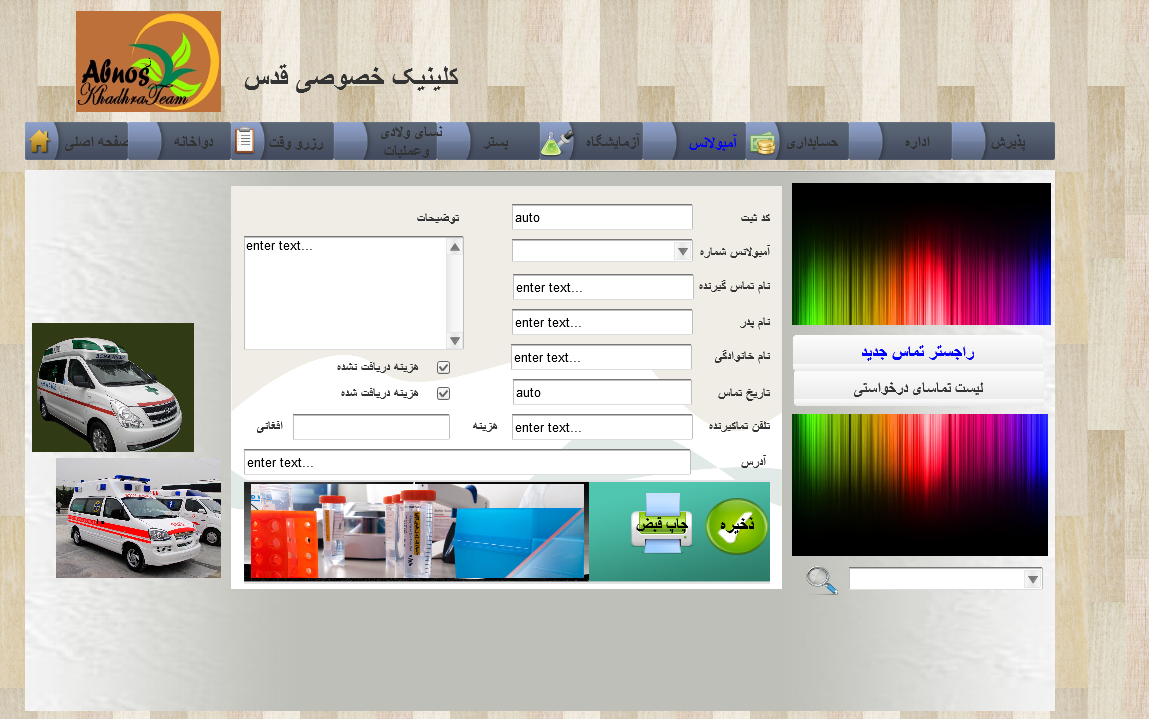 Abnos
KhadhraTeam
کلینیک خصوصی قدس
پذیرش
اداره
حسابداری
آمبولانس
آزمایشگاه
بستر
نسای ولادی
وعملیات
رزرو وقت
دواخانه
صفحه اصلی
کد ثبت
auto
توضیحات
enter text...
آمبولانس شماره
نام تماس گیرنده
enter text...
نام پدر
enter text...
نام خانوادگی
enter text...
هزینه دریافت نشده
تاریخ تماس
auto
هزینه دریافت شده
تلفن تماگیرنده
enter text...
هزینه
افغانی
آدرس
enter text...
ذخیره
چاپ قبض
راجستر تماس جدید
لیست تماسای درخواستی